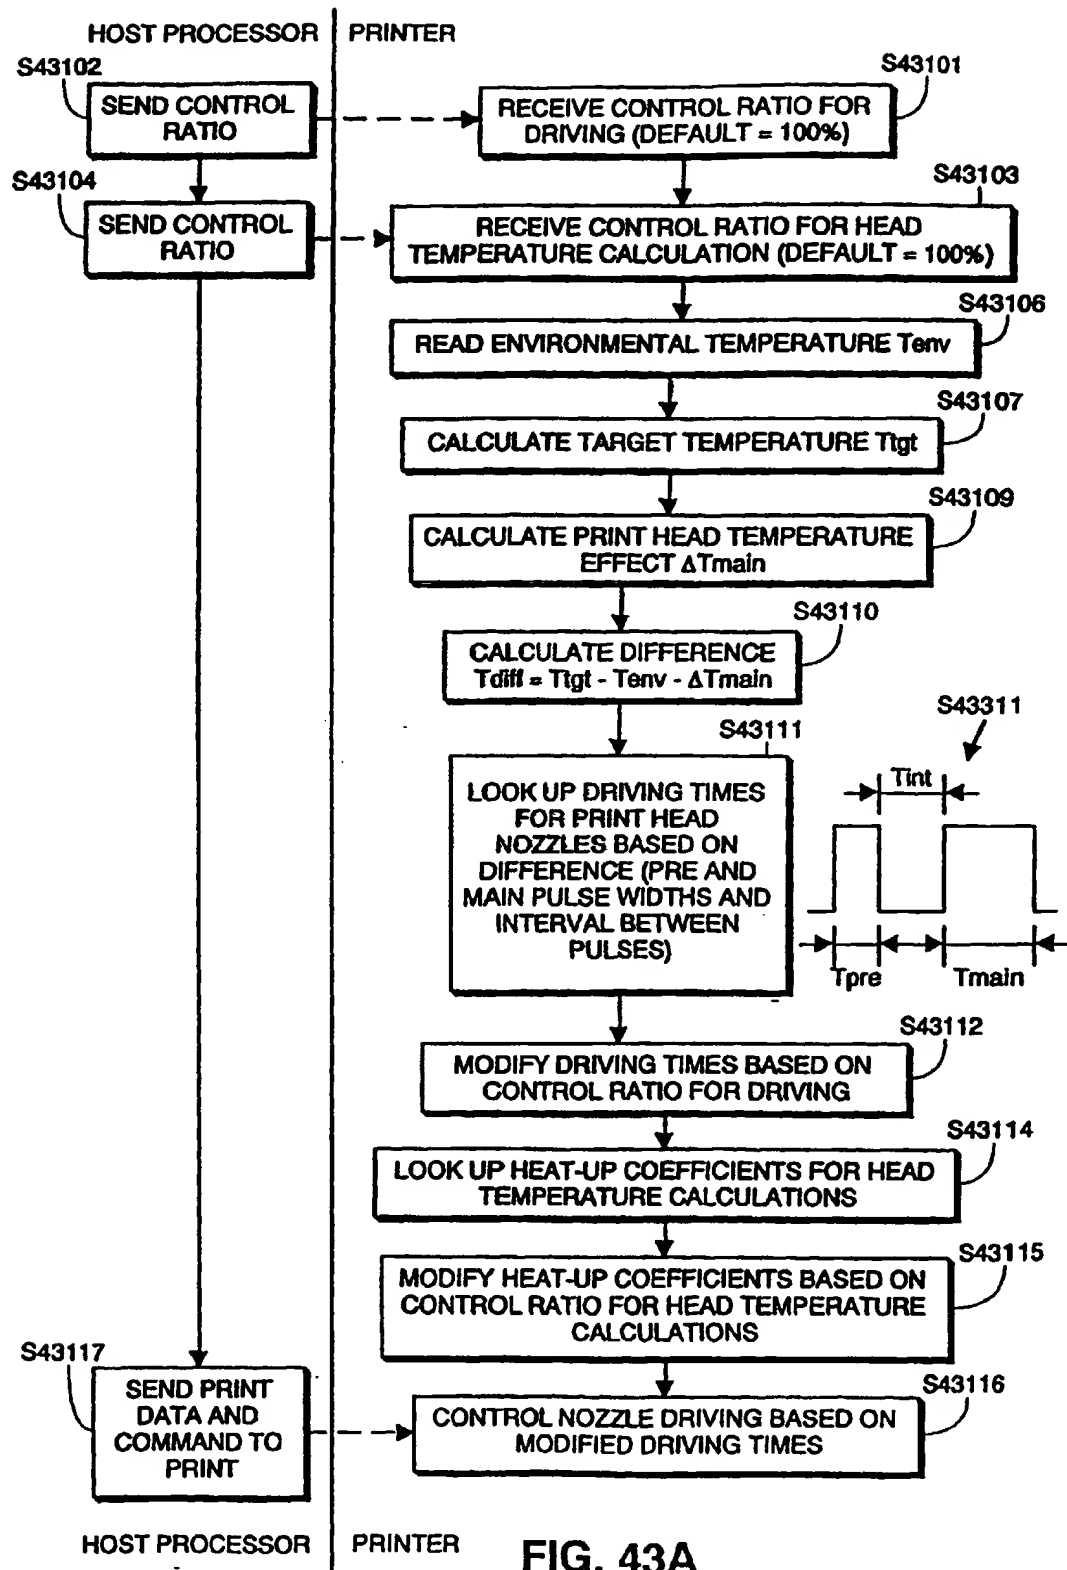 HOST PROCESSOR
PRINTER
S43102
SEND CONTROL
RATIO
S43101
RECEIVE CONTROL RATIO FOR
DRIVING (DEFAULT = 100%)
S43104
SEND CONTROL
RATIO
S43103
RECEIVE CONTROL RATIO FOR HEAD
TEMPERATURE CALCULATION (DEFAULT = 100%)
S43106
READ ENVIRONMENTAL TEMPERATURE Tenv
S43107
CALCULATE TARGET TEMPERATURE Ttgt
S43109
CALCULATE PRINT HEAD TEMPERATURE
EFFECT ΔTmain
S43110
CALCULATE DIFFERENCE
Tdiff = Ttgt - Tenv - ΔTmain
S43111
LOOK UP DRIVING TIMES
FOR PRINT HEAD
NOZZLES BASED ON
DIFFERENCE (PRE AND
MAIN PULSE WIDTHS AND
INTERVAL BETWEEN
PULSES)
S43311
Tint
Tpre
Tmain
S43112
MODIFY DRIVING TIMES BASED ON
CONTROL RATIO FOR DRIVING
S43114
LOOK UP HEAT-UP COEFFICIENTS FOR HEAD
TEMPERATURE CALCULATIONS
S43115
MODIFY HEAT-UP COEFFICIENTS BASED ON
CONTROL RATIO FOR HEAD TEMPERATURE
CALCULATIONS
S43117
SEND PRINT
DATA AND
COMMAND TO
PRINT
S43116
CONTROL NOZZLE DRIVING BASED ON
MODIFIED DRIVING TIMES
HOST PROCESSOR
PRINTER
FIG. 43A